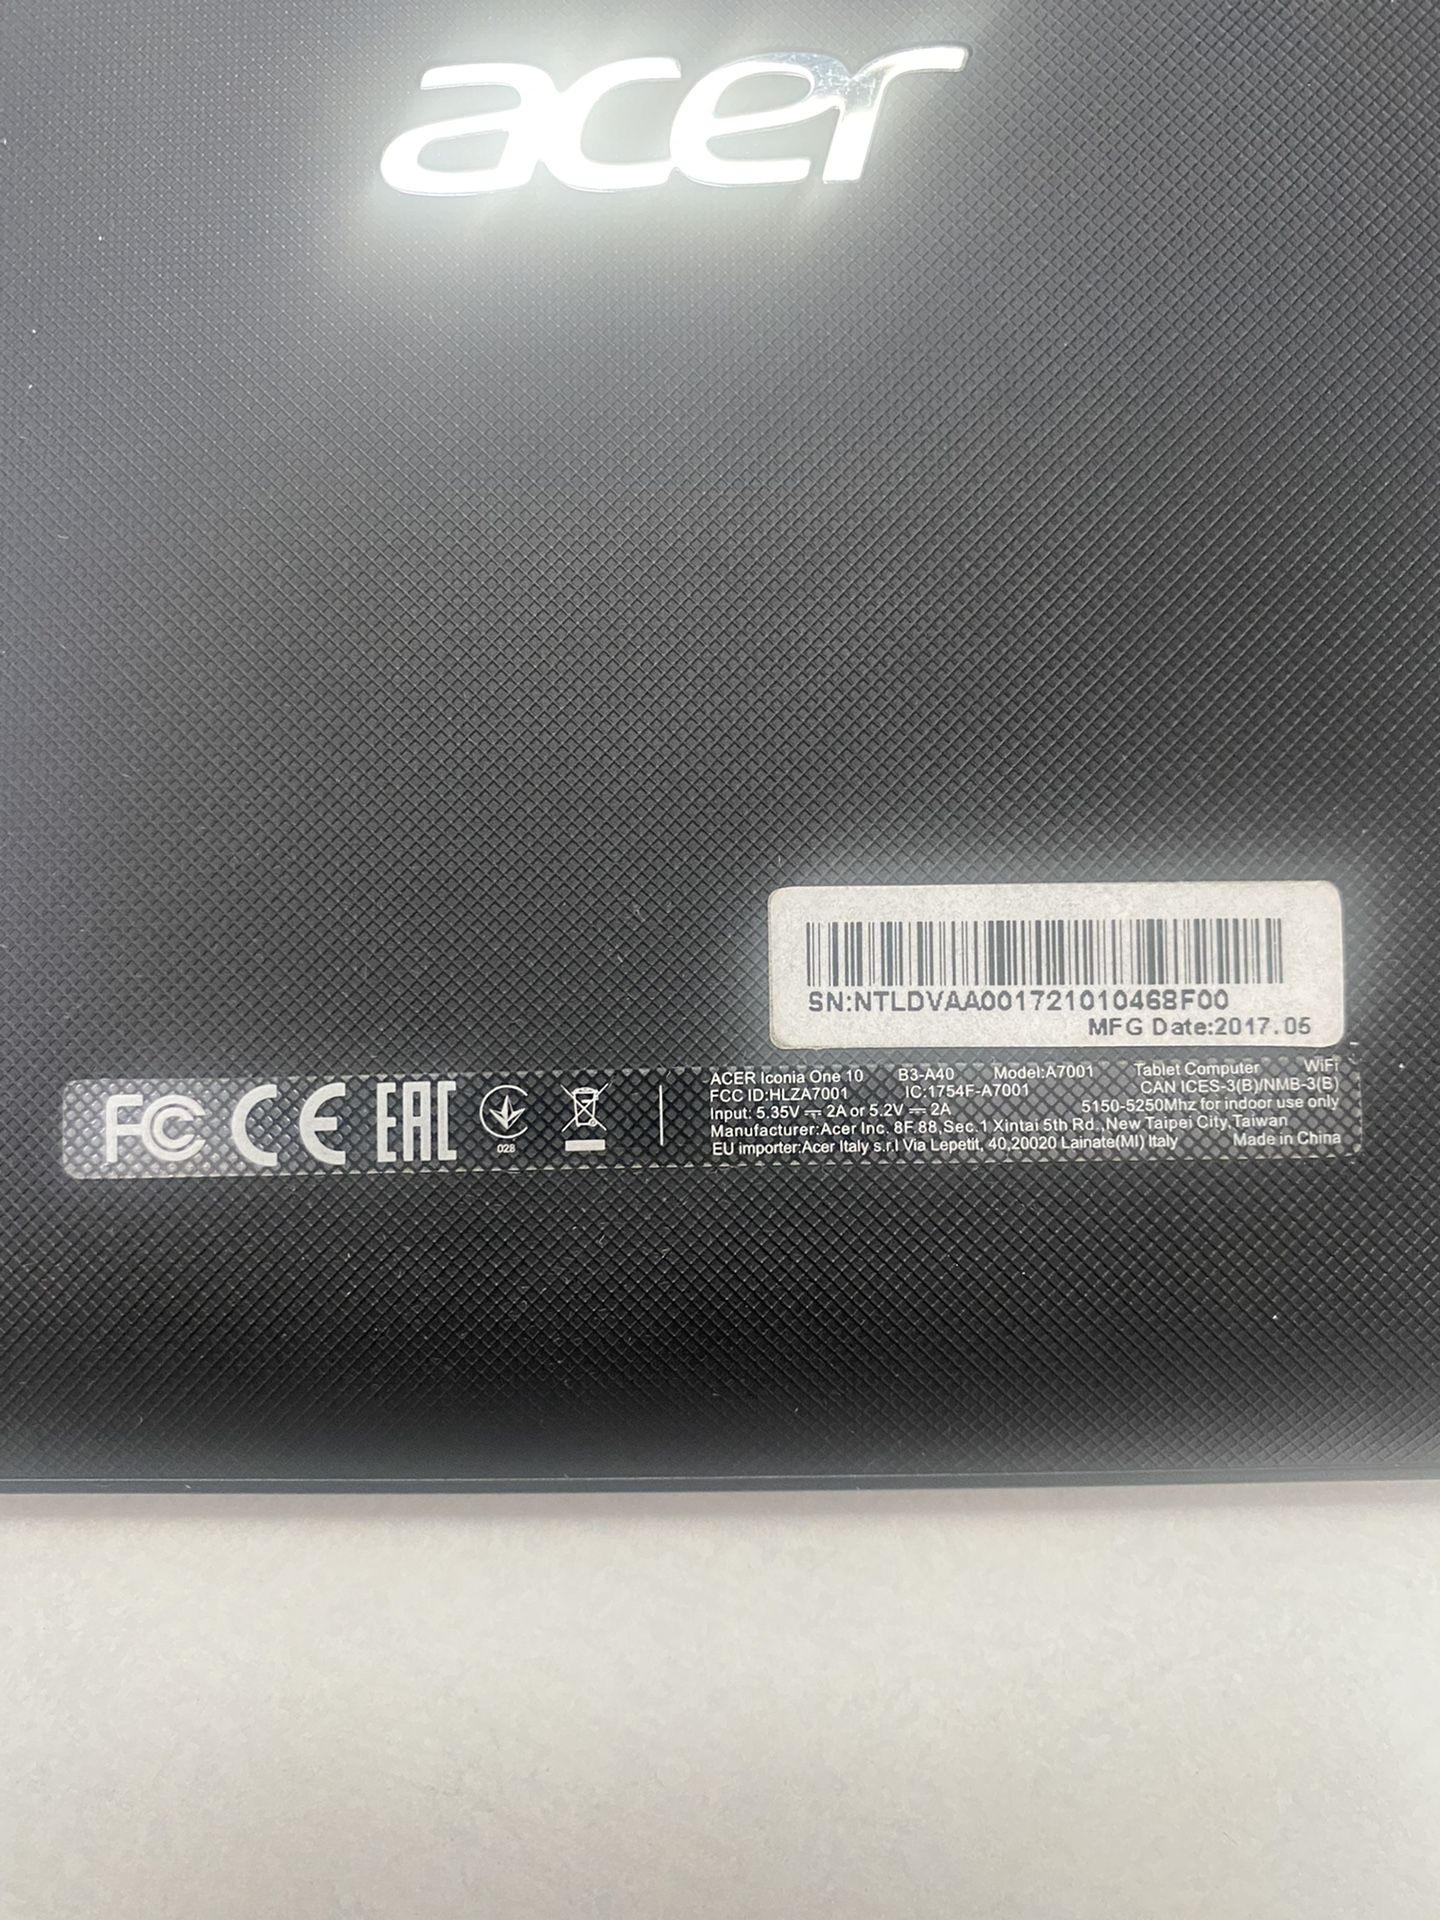 acer
SN:NTLDVAA001721010468F00
MFG Date:2017.05
FC CE EAC 028
ACER Iconia One 10 B3-A40 Model:A7001 Tablet Computer WiFi
FCC ID:HLZA7001 IC:1754F-A7001 CAN ICES-3(B)/NMB-3(B)
Input: 5.35V ⎓ 2A or 5.2V ⎓ 2A 5150-5250Mhz for indoor use only
Manufacturer:Acer Inc. 8F.88,Sec.1 Xintai 5th Rd.,New Taipei City,Taiwan
EU importer:Acer Italy s.r.l Via Lepetit, 40,20020 Lainate(MI) Italy Made in China